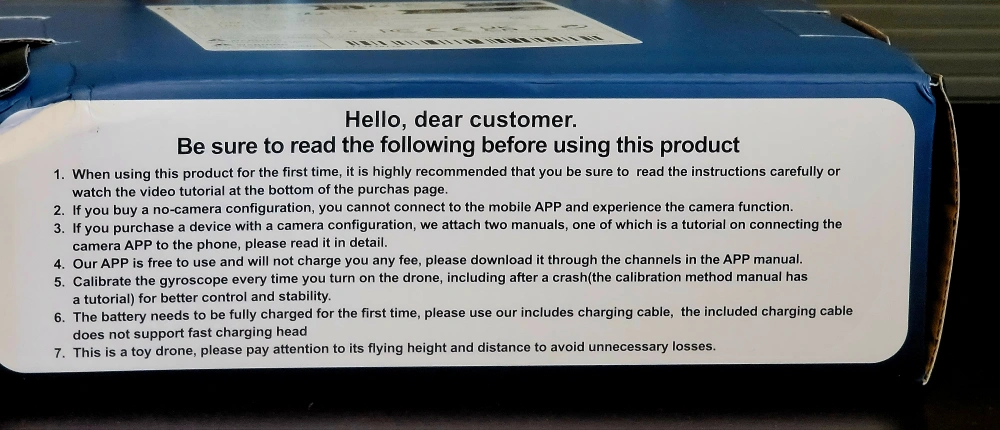 Hello, dear customer.
Be sure to read the following before using this product
1. When using this product for the first time, it is highly recommended that you be sure to read the instructions carefully or
watch the video tutorial at the bottom of the purchas page.
2. If you buy a no-camera configuration, you cannot connect to the mobile APP and experience the camera function.
3. If you purchase a device with a camera configuration, we attach two manuals, one of which is a tutorial on connecting the
camera APP to the phone, please read it in detail.
4. Our APP is free to use and will not charge you any fee, please download it through the channels in the APP manual.
5. Calibrate the gyroscope every time you turn on the drone, including after a crash(the calibration method manual has
a tutorial) for better control and stability.
6. The battery needs to be fully charged for the first time, please use our includes charging cable, the included charging cable
does not support fast charging head
7. This is a toy drone, please pay attention to its flying height and distance to avoid unnecessary losses.